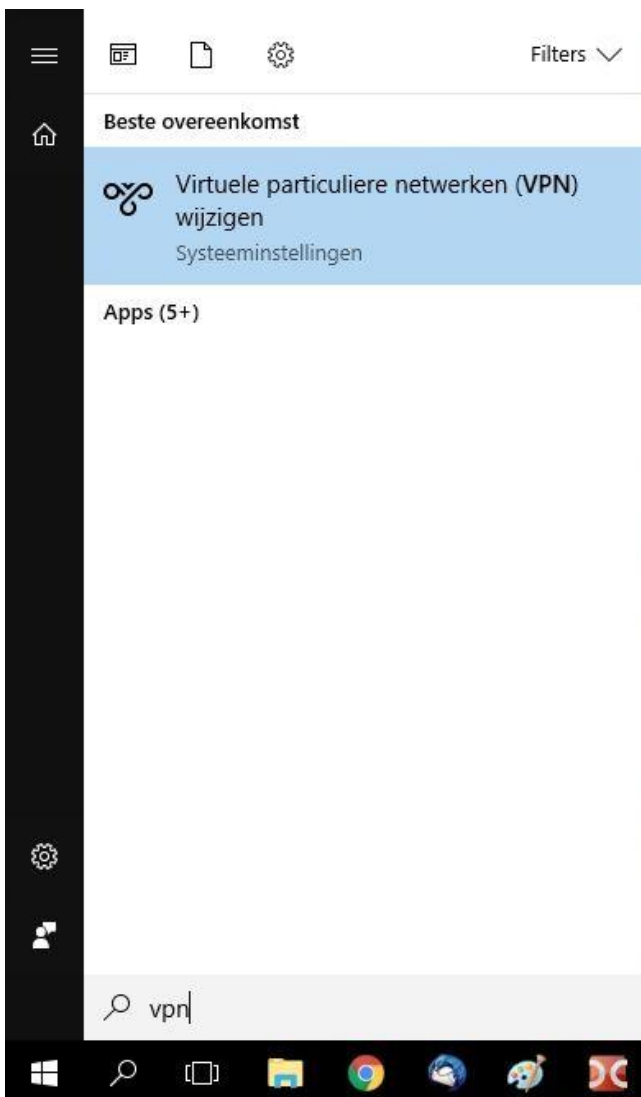 Filters
Beste overeenkomst
Virtuele particuliere netwerken (VPN)
wijzigen
Systeeminstellingen
Apps (5+)
vpn